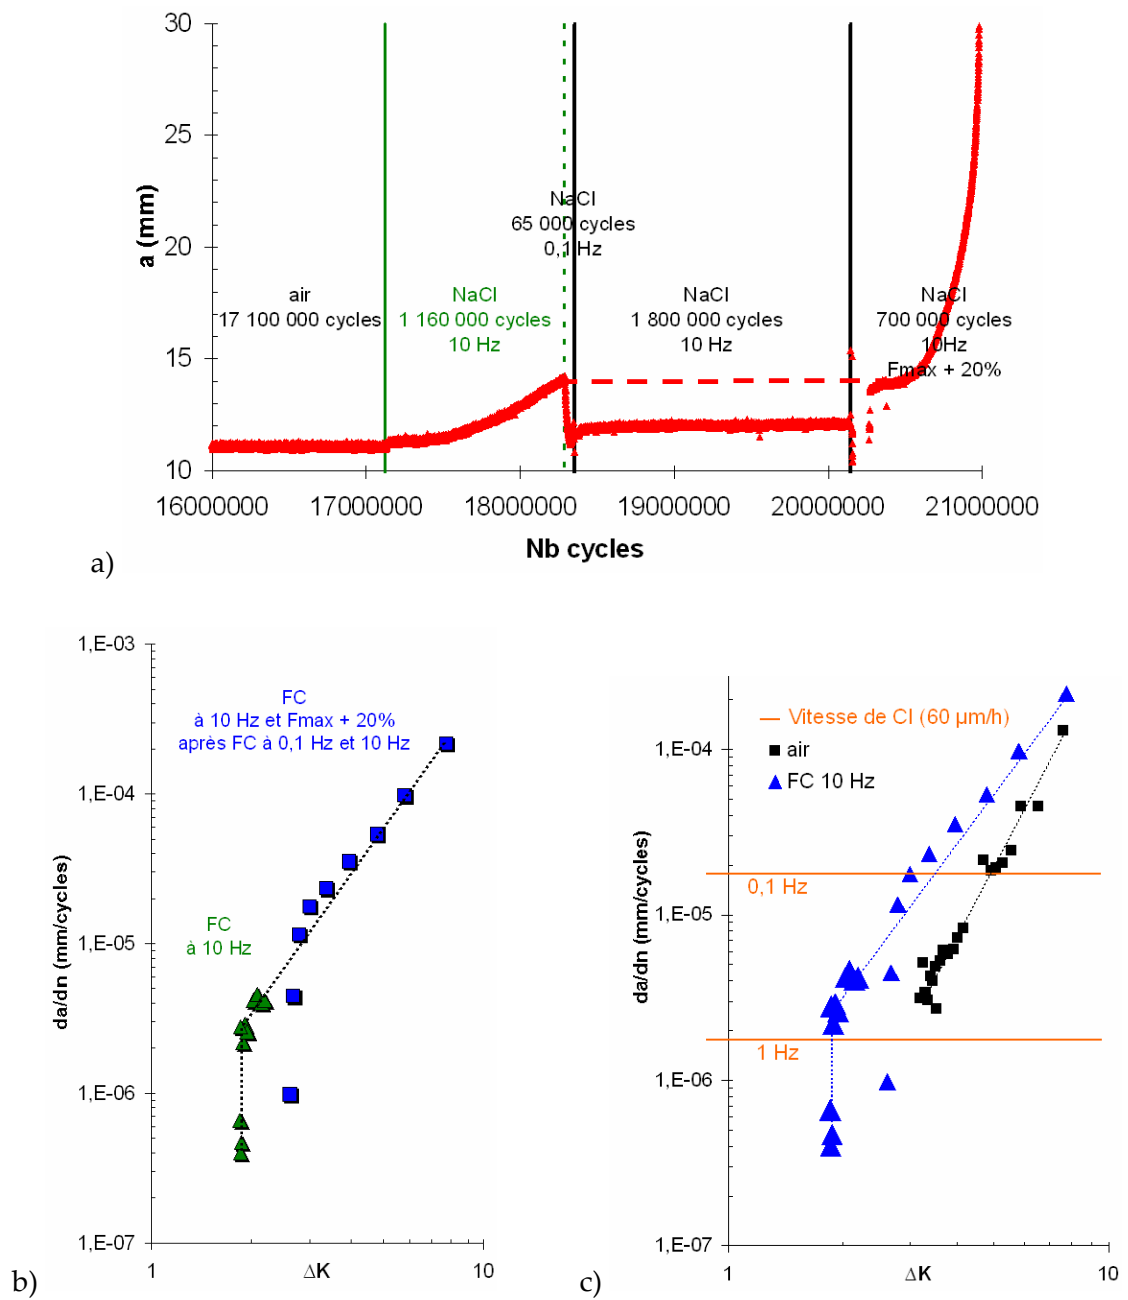 30
25
20
15
10
a (mm)
air
17 100 000 cycles
NaCl
1 160 000 cycles
10 Hz
NaCl
65 000 cycles
0,1 Hz
NaCl
1 800 000 cycles
10 Hz
NaCl
700 000 cycles
10Hz
Fmax + 20%
16000000 17000000 18000000 19000000 20000000 21000000
Nb cycles
a)
1,E-03
1,E-04
1,E-05
1,E-06
1,E-07
da/dn (mm/cycles)
FC
à 10 Hz et Fmax + 20%
après FC à 0,1 Hz et 10 Hz
FC
à 10 Hz
1 ΔK 10
b)
1,E-04
1,E-05
1,E-06
1,E-07
da/dn (mm/cycles)
Vitesse de CI (60 µm/h)
air
FC 10 Hz
0,1 Hz
1 Hz
1 ΔK 10
c)